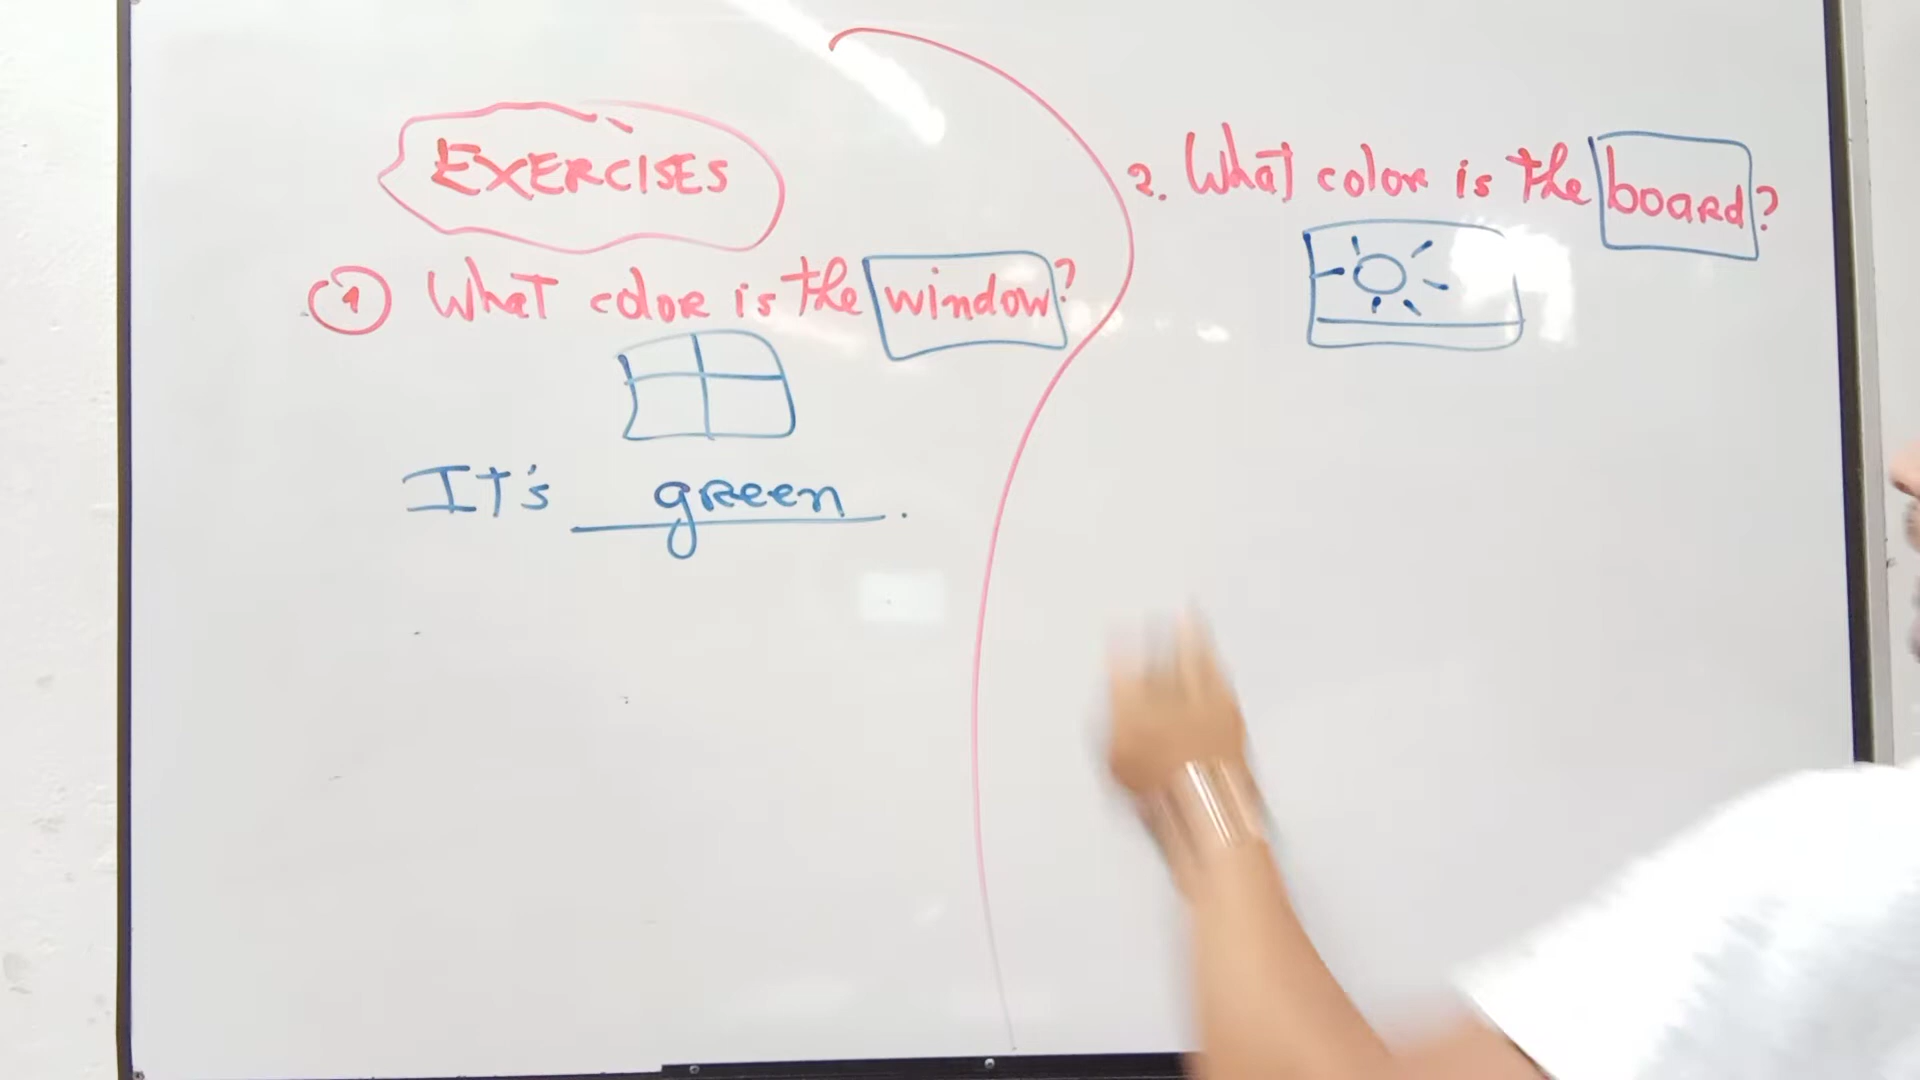 EXERCISES
1 What color is the window?
It's green.
2. What color is the board?